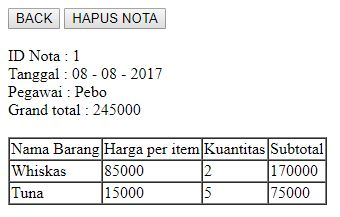 BACK HAPUS NOTA
ID Nota : 1
Tanggal : 08 - 08 - 2017
Pegawai : Pebo
Grand total : 245000
Nama Barang Harga per item Kuantitas Subtotal
Whiskas 85000 2 170000
Tuna 15000 5 75000